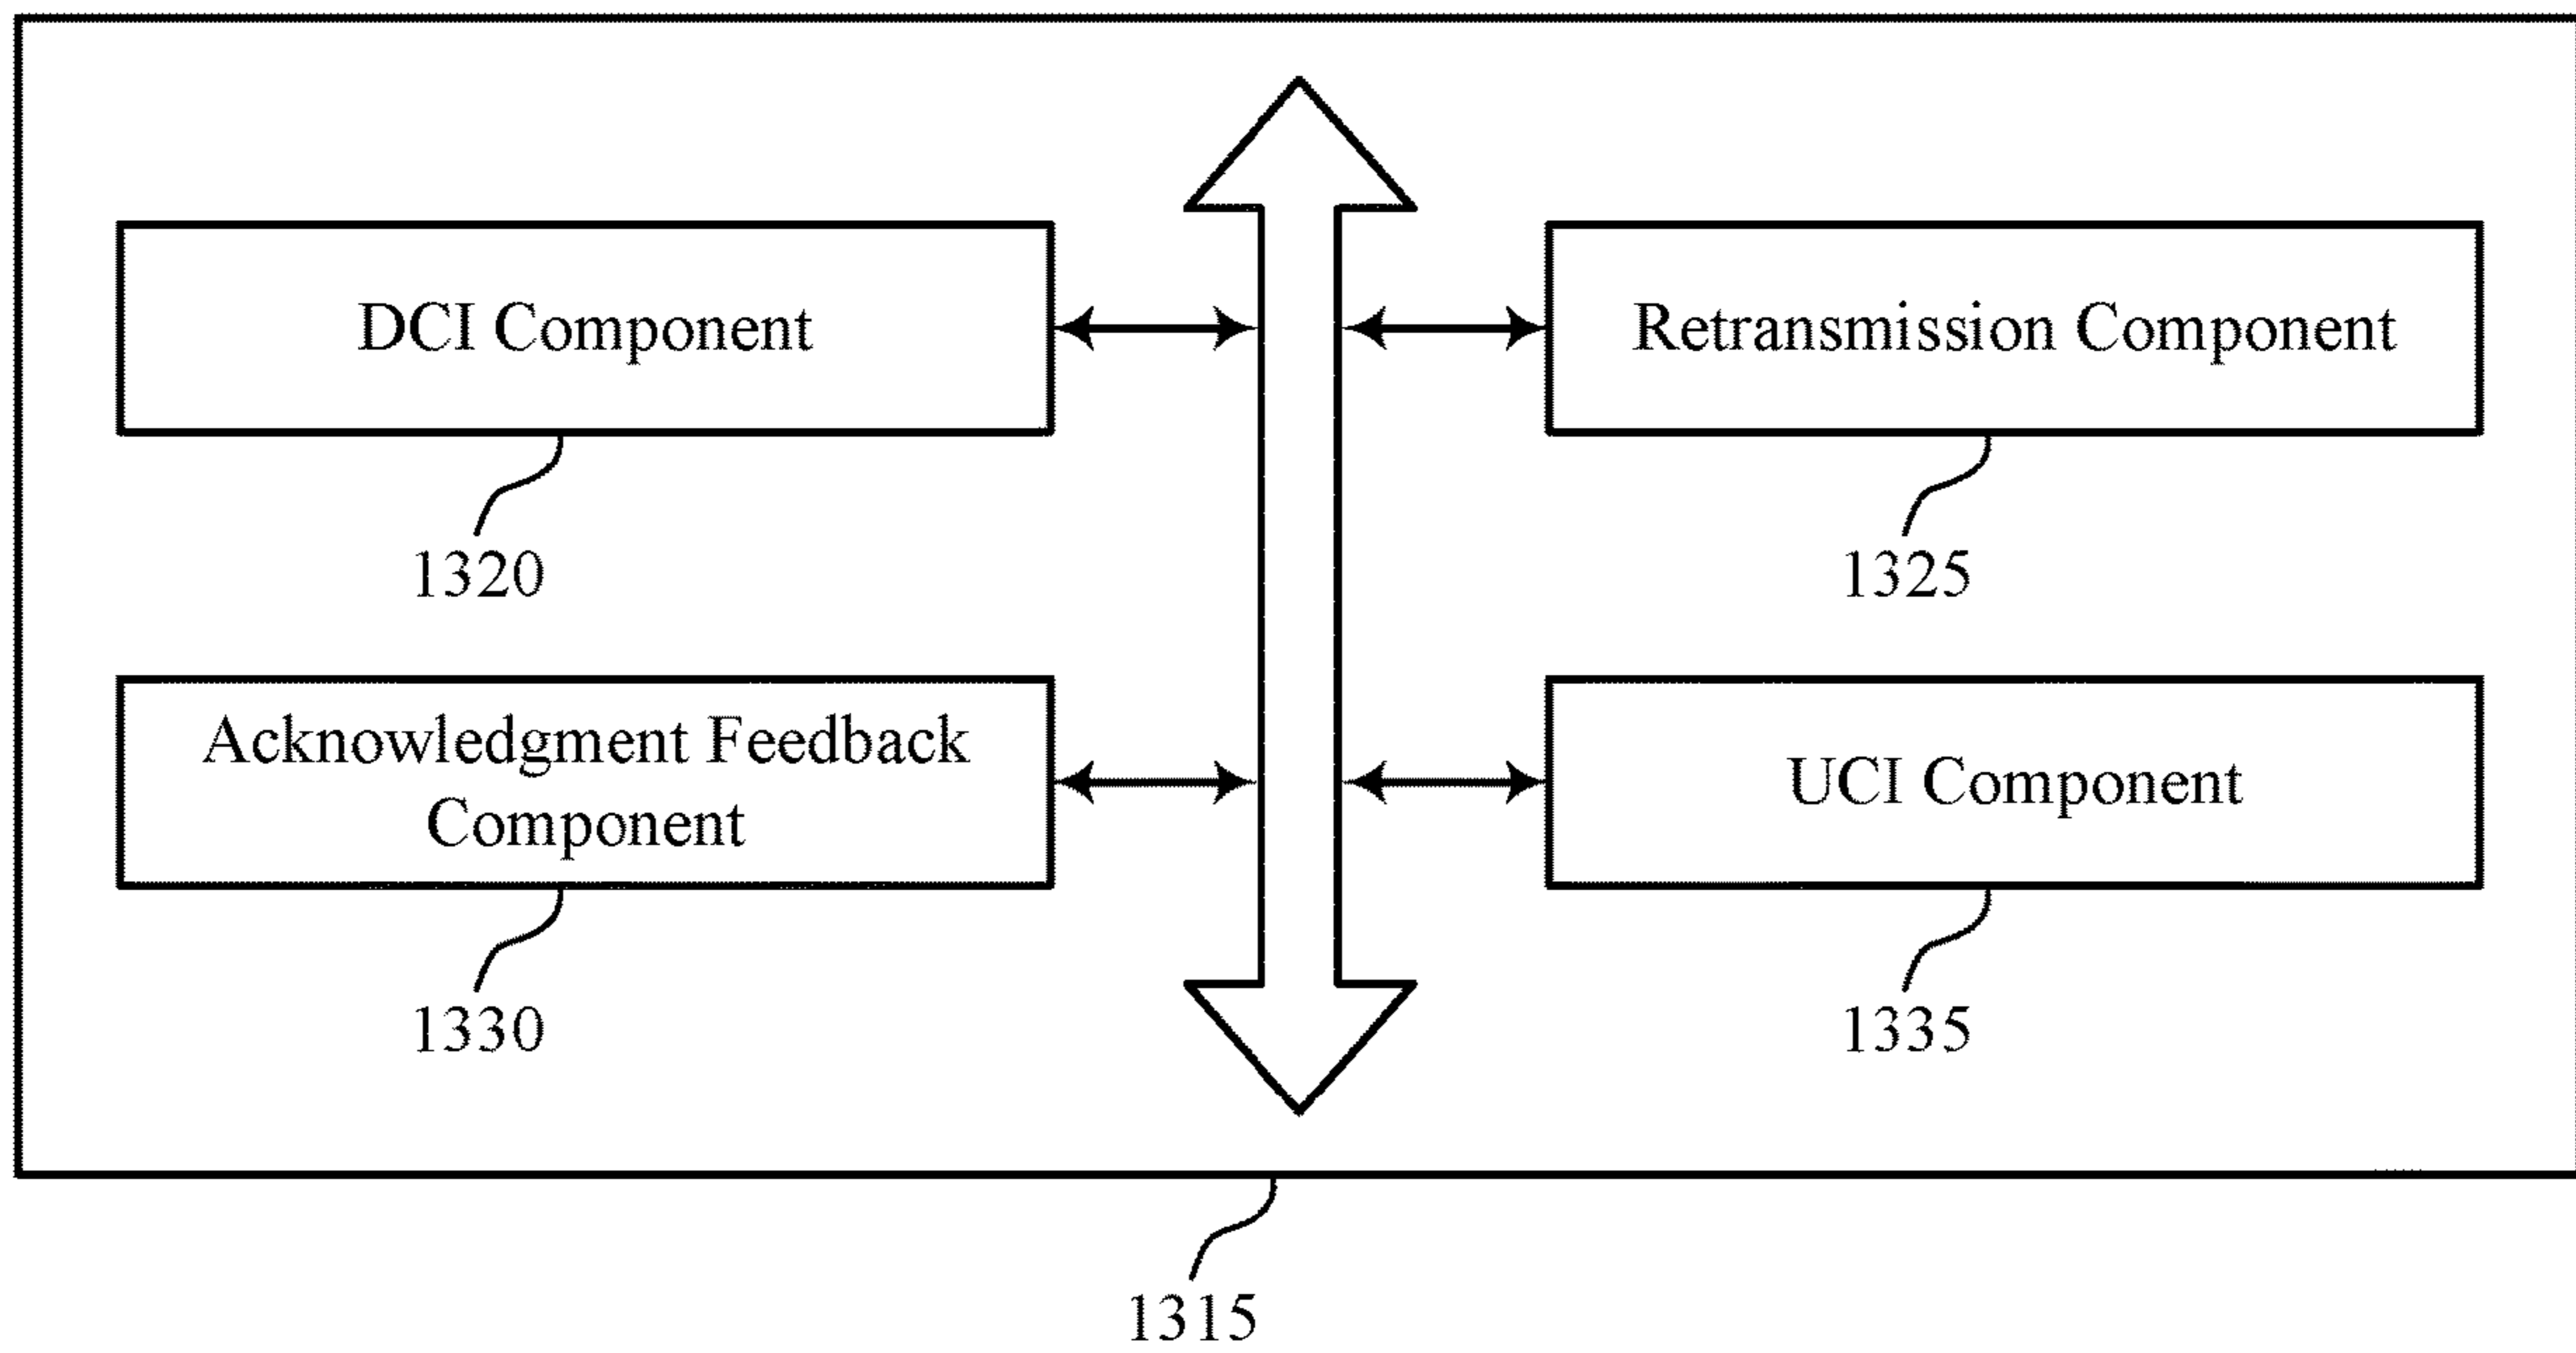 DCI Component
Retransmission Component
1320
1325
Acknowledgment Feedback
Component
UCI Component
1330
1335
1315